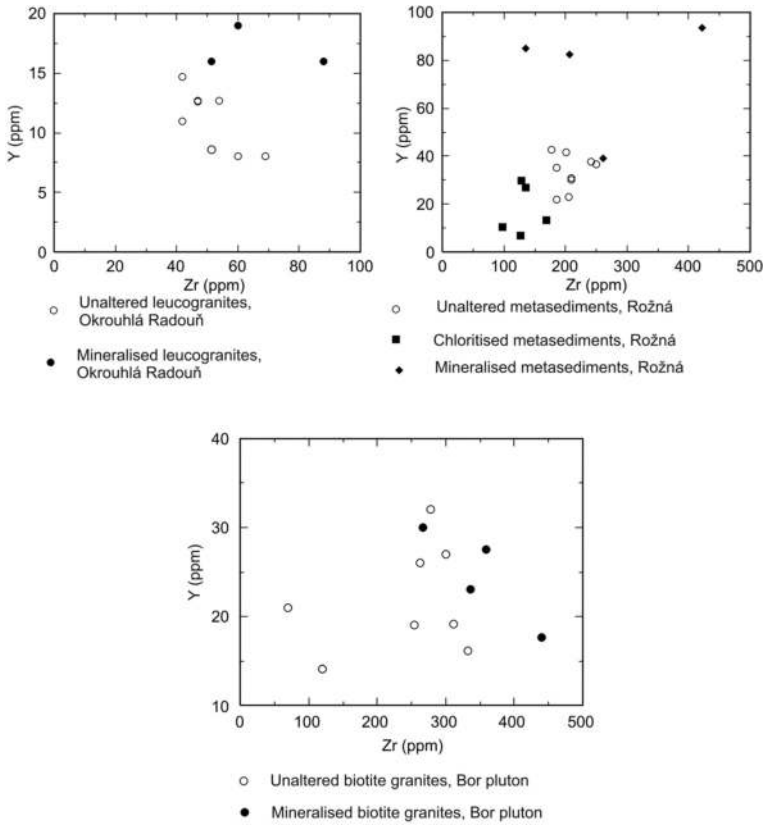 20
15
10
5
0
Y (ppm)
0 20 40 60 80 100
Zr (ppm)
Unaltered leucogranites,
Okrouhlá Radouň
Mineralised leucogranites,
Okrouhlá Radouň
100
80
60
40
20
0
Y (ppm)
0 100 200 300 400 500
Zr (ppm)
Unaltered metasediments, Rožná
Chloritised metasediments, Rožná
Mineralised metasediments, Rožná
40
30
20
10
Y (ppm)
0 100 200 300 400 500
Zr (ppm)
Unaltered biotite granites, Bor pluton
Mineralised biotite granites, Bor pluton